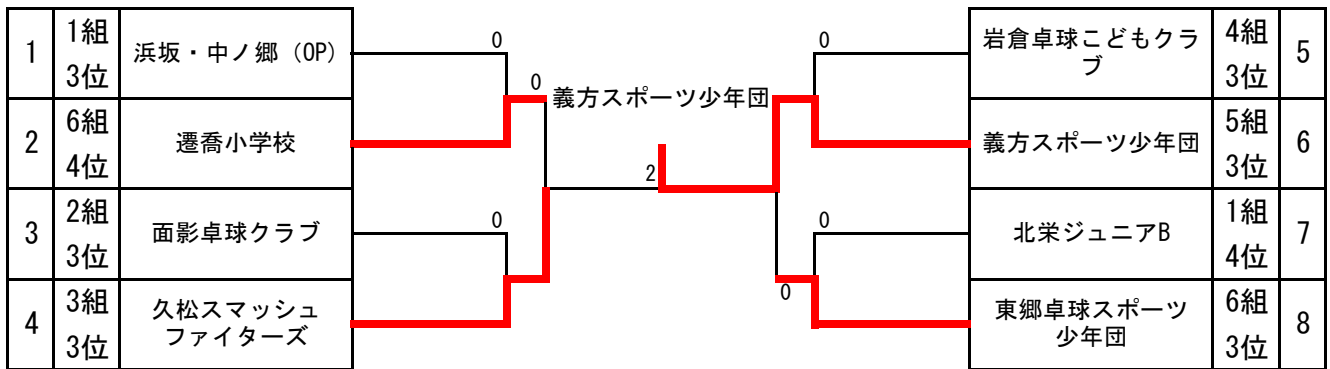 1
1組
3位
浜坂・中ノ郷（OP）
2
6組
4位
遷喬小学校
3
2組
3位
面影卓球クラブ
4
3組
3位
久松スマッシュ
ファイターズ
0
0
0
義方スポーツ少年団
2
0
0
0
岩倉卓球こどもクラ
ブ
4組
3位
5
義方スポーツ少年団
5組
3位
6
北栄ジュニアB
1組
4位
7
東郷卓球スポーツ
少年団
6組
3位
8